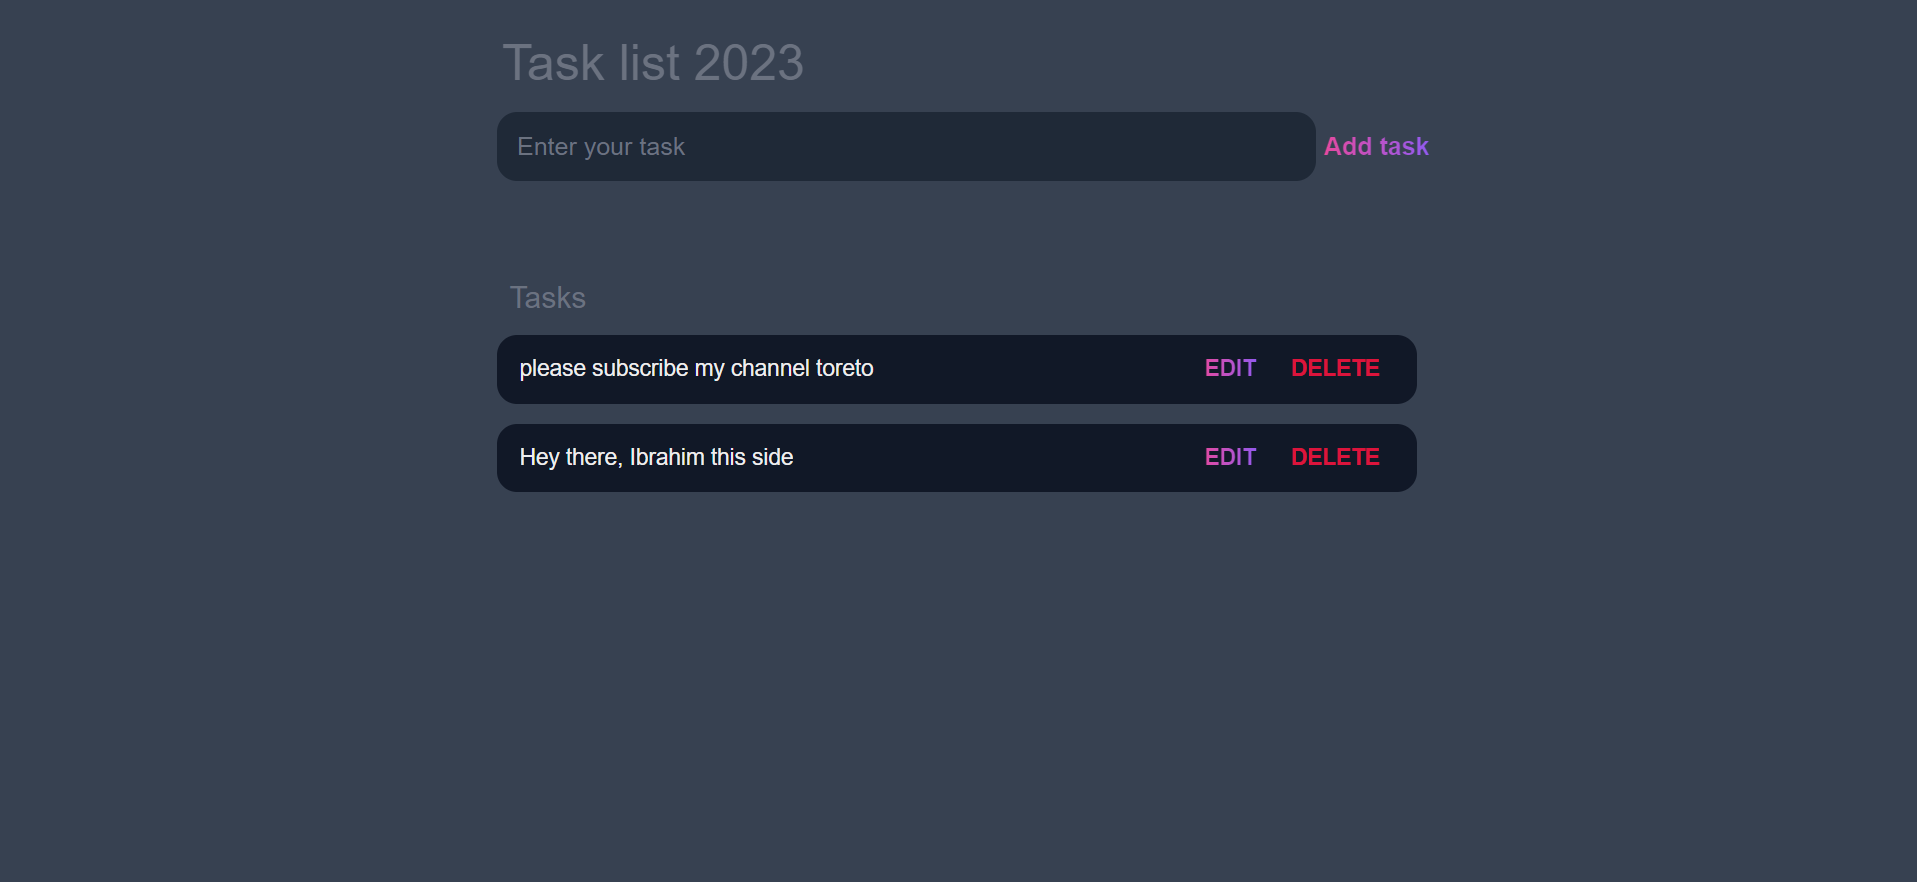 Task list 2023
Enter your task Add task
Tasks
please subscribe my channel toreto EDIT DELETE
Hey there, Ibrahim this side EDIT DELETE